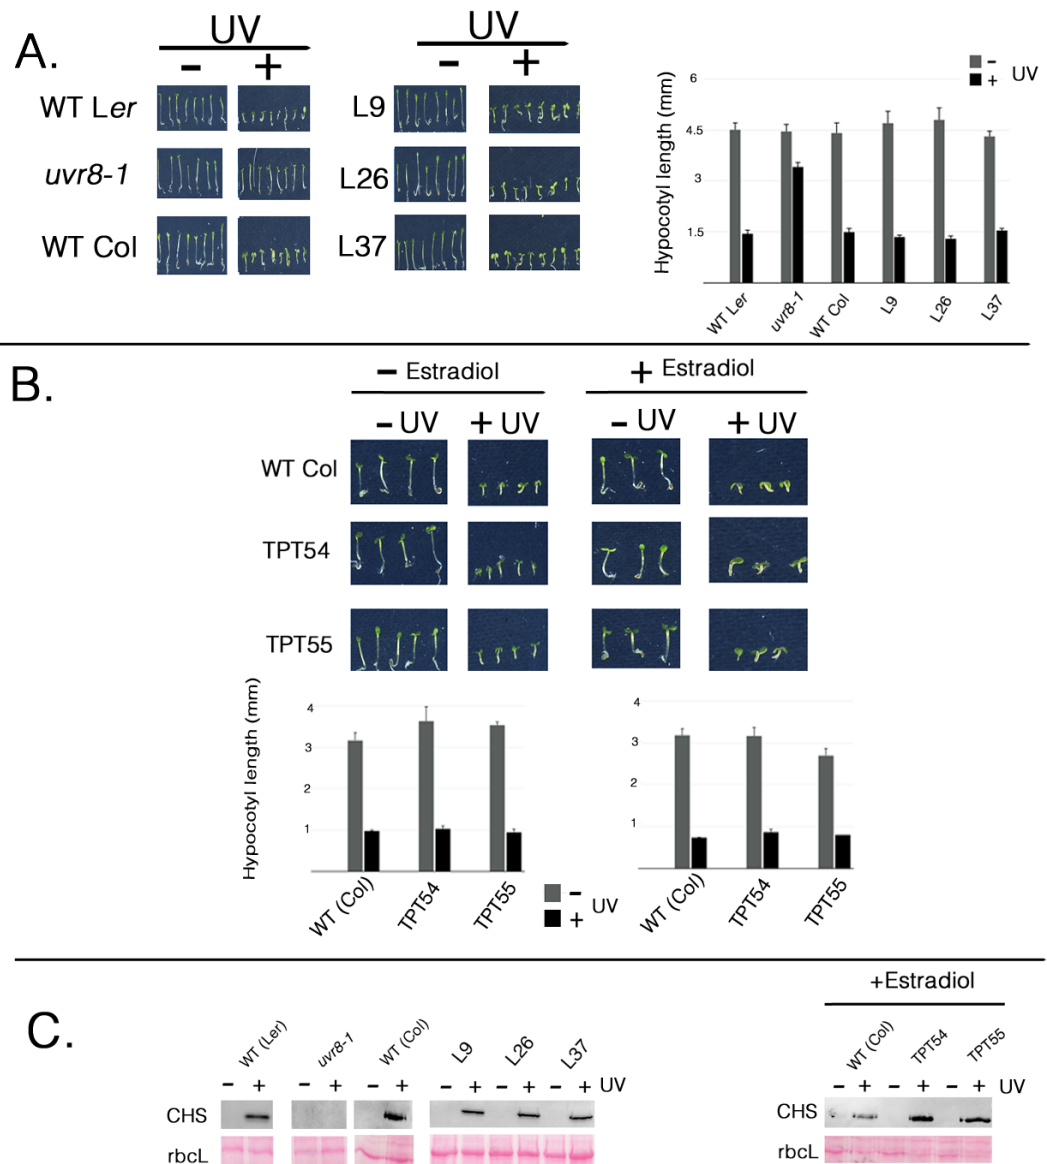 A.
UV
− +
WT Ler
uvr8-1
WT Col
UV
− +
L9
L26
L37
Hypocotyl length (mm)
6
4.5
3
1.5
−
+
UV
WT Ler
uvr8-1
WT Col
L9
L26
L37
B.
− Estradiol
+ Estradiol
− UV + UV − UV + UV
WT Col
TPT54
TPT55
Hypocotyl length (mm)
4
3
2
1
WT (Col)
TPT54
TPT55
−
+
UV
4
3
2
1
WT (Col)
TPT54
TPT55
C.
WT (Ler) uvr8-1 WT (Col) L9 L26 L37
− + − + − + − + − + − + UV
CHS
rbcL
+Estradiol
WT (Col) TPT54 TPT55
− + − + − + UV
CHS
rbcL